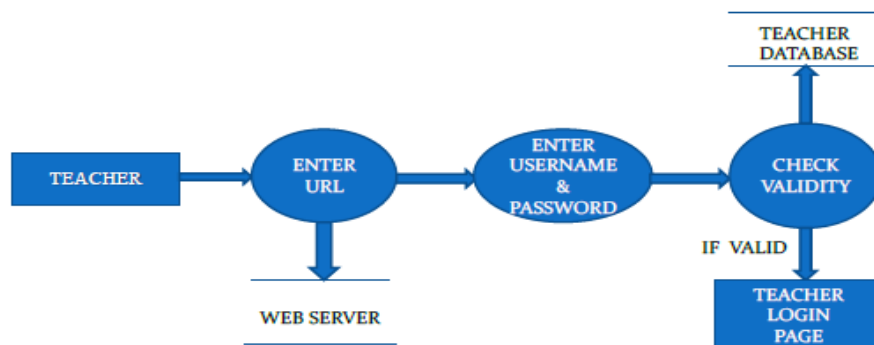 TEACHER
DATABASE
TEACHER
ENTER
URL
ENTER
USERNAME
&
PASSWORD
CHECK
VALIDITY
IF VALID
WEB SERVER
TEACHER
LOGIN
PAGE